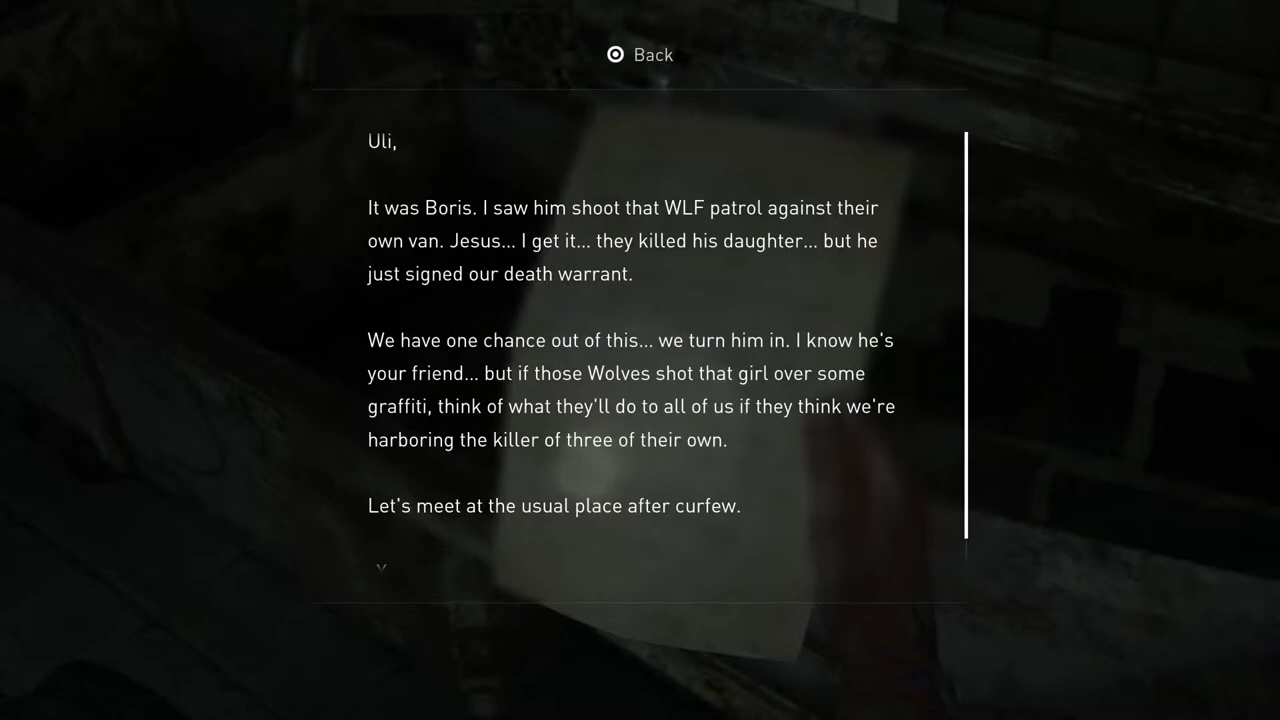 Back
Uli,
It was Boris. I saw him shoot that WLF patrol against their
own van. Jesus... I get it... they killed his daughter... but he
just signed our death warrant.
We have one chance out of this... we turn him in. I know he's
your friend... but if those Wolves shot that girl over some
graffiti, think of what they'll do to all of us if they think we're
harboring the killer of three of their own.
Let's meet at the usual place after curfew.